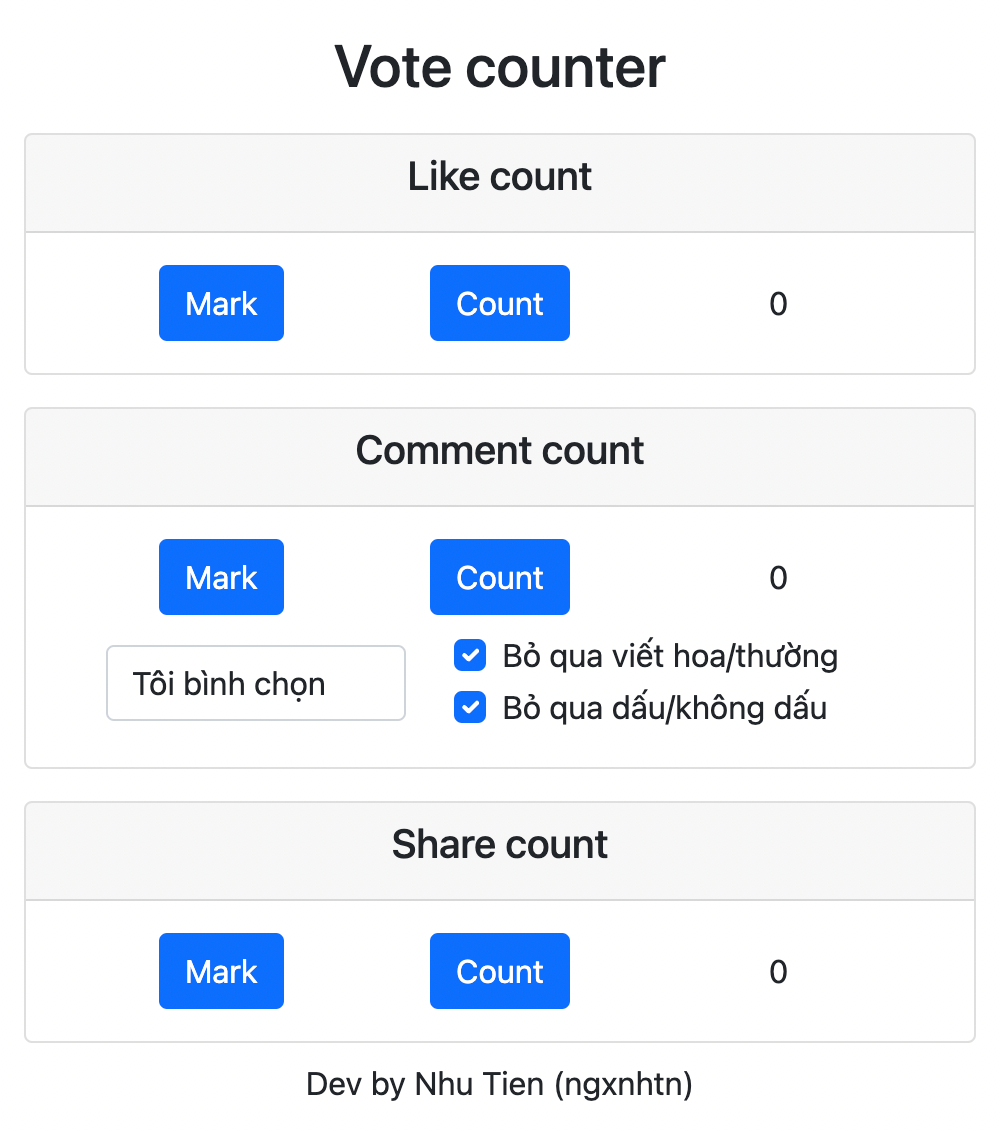 Vote counter
Like count
Mark Count 0
Comment count
Mark Count 0
Tôi bình chọn
Bỏ qua viết hoa/thường
Bỏ qua dấu/không dấu
Share count
Mark Count 0
Dev by Nhu Tien (ngxnhtn)